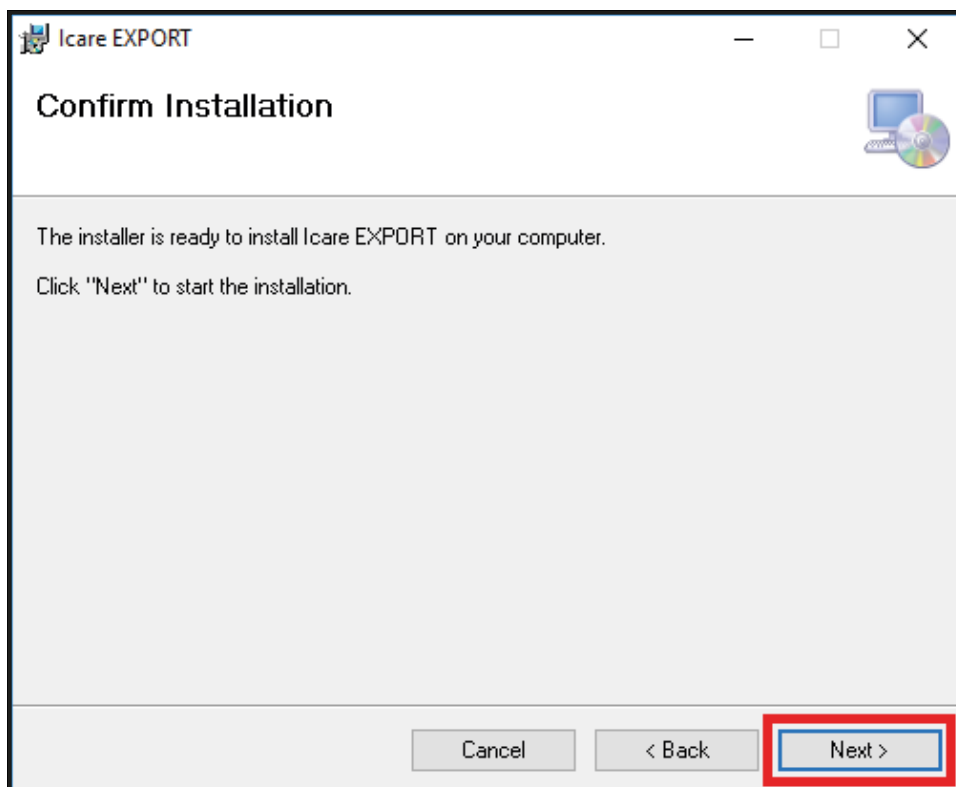 Icare EXPORT
Confirm Installation
The installer is ready to install Icare EXPORT on your computer.
Click "Next" to start the installation.
Cancel
< Back
Next >